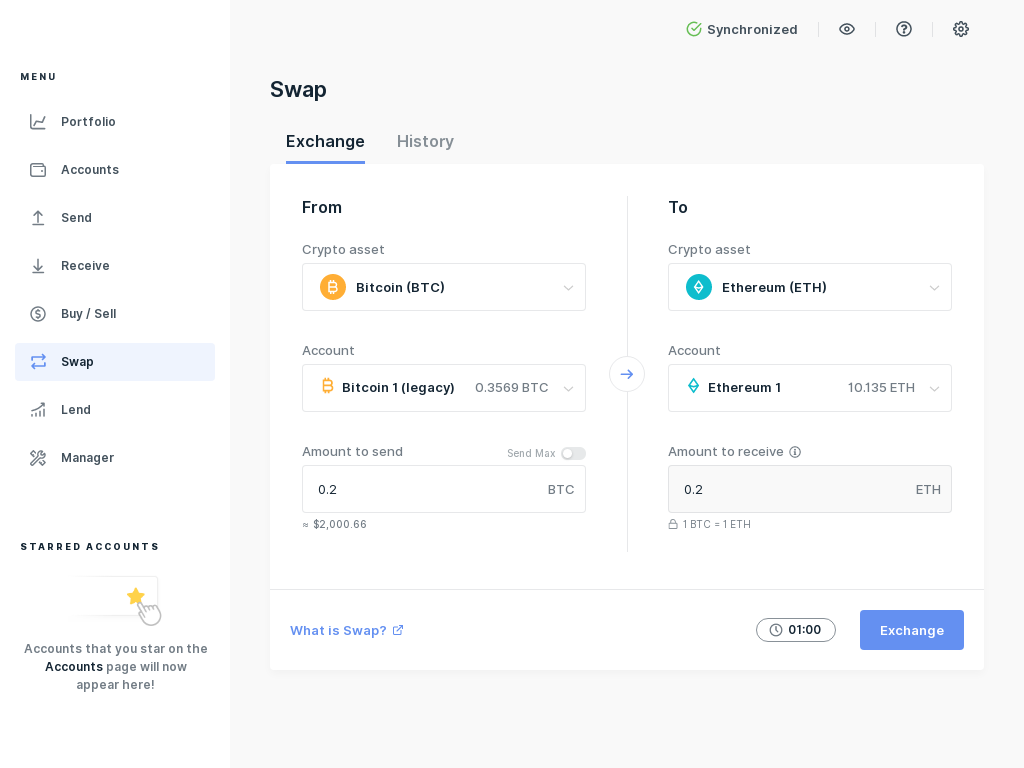 Synchronized
MENU
Portfolio
Accounts
Send
Receive
Buy / Sell
Swap
Lend
Manager
STARRED ACCOUNTS
Accounts that you star on the
Accounts page will now
appear here!
Swap
Exchange History
From
Crypto asset
Bitcoin (BTC)
Account
Bitcoin 1 (legacy) 0.3569 BTC
Amount to send Send Max
0.2 BTC
≈ $2,000.66
To
Crypto asset
Ethereum (ETH)
Account
Ethereum 1 10.135 ETH
Amount to receive
0.2 ETH
1 BTC = 1 ETH
What is Swap? 01:00 Exchange